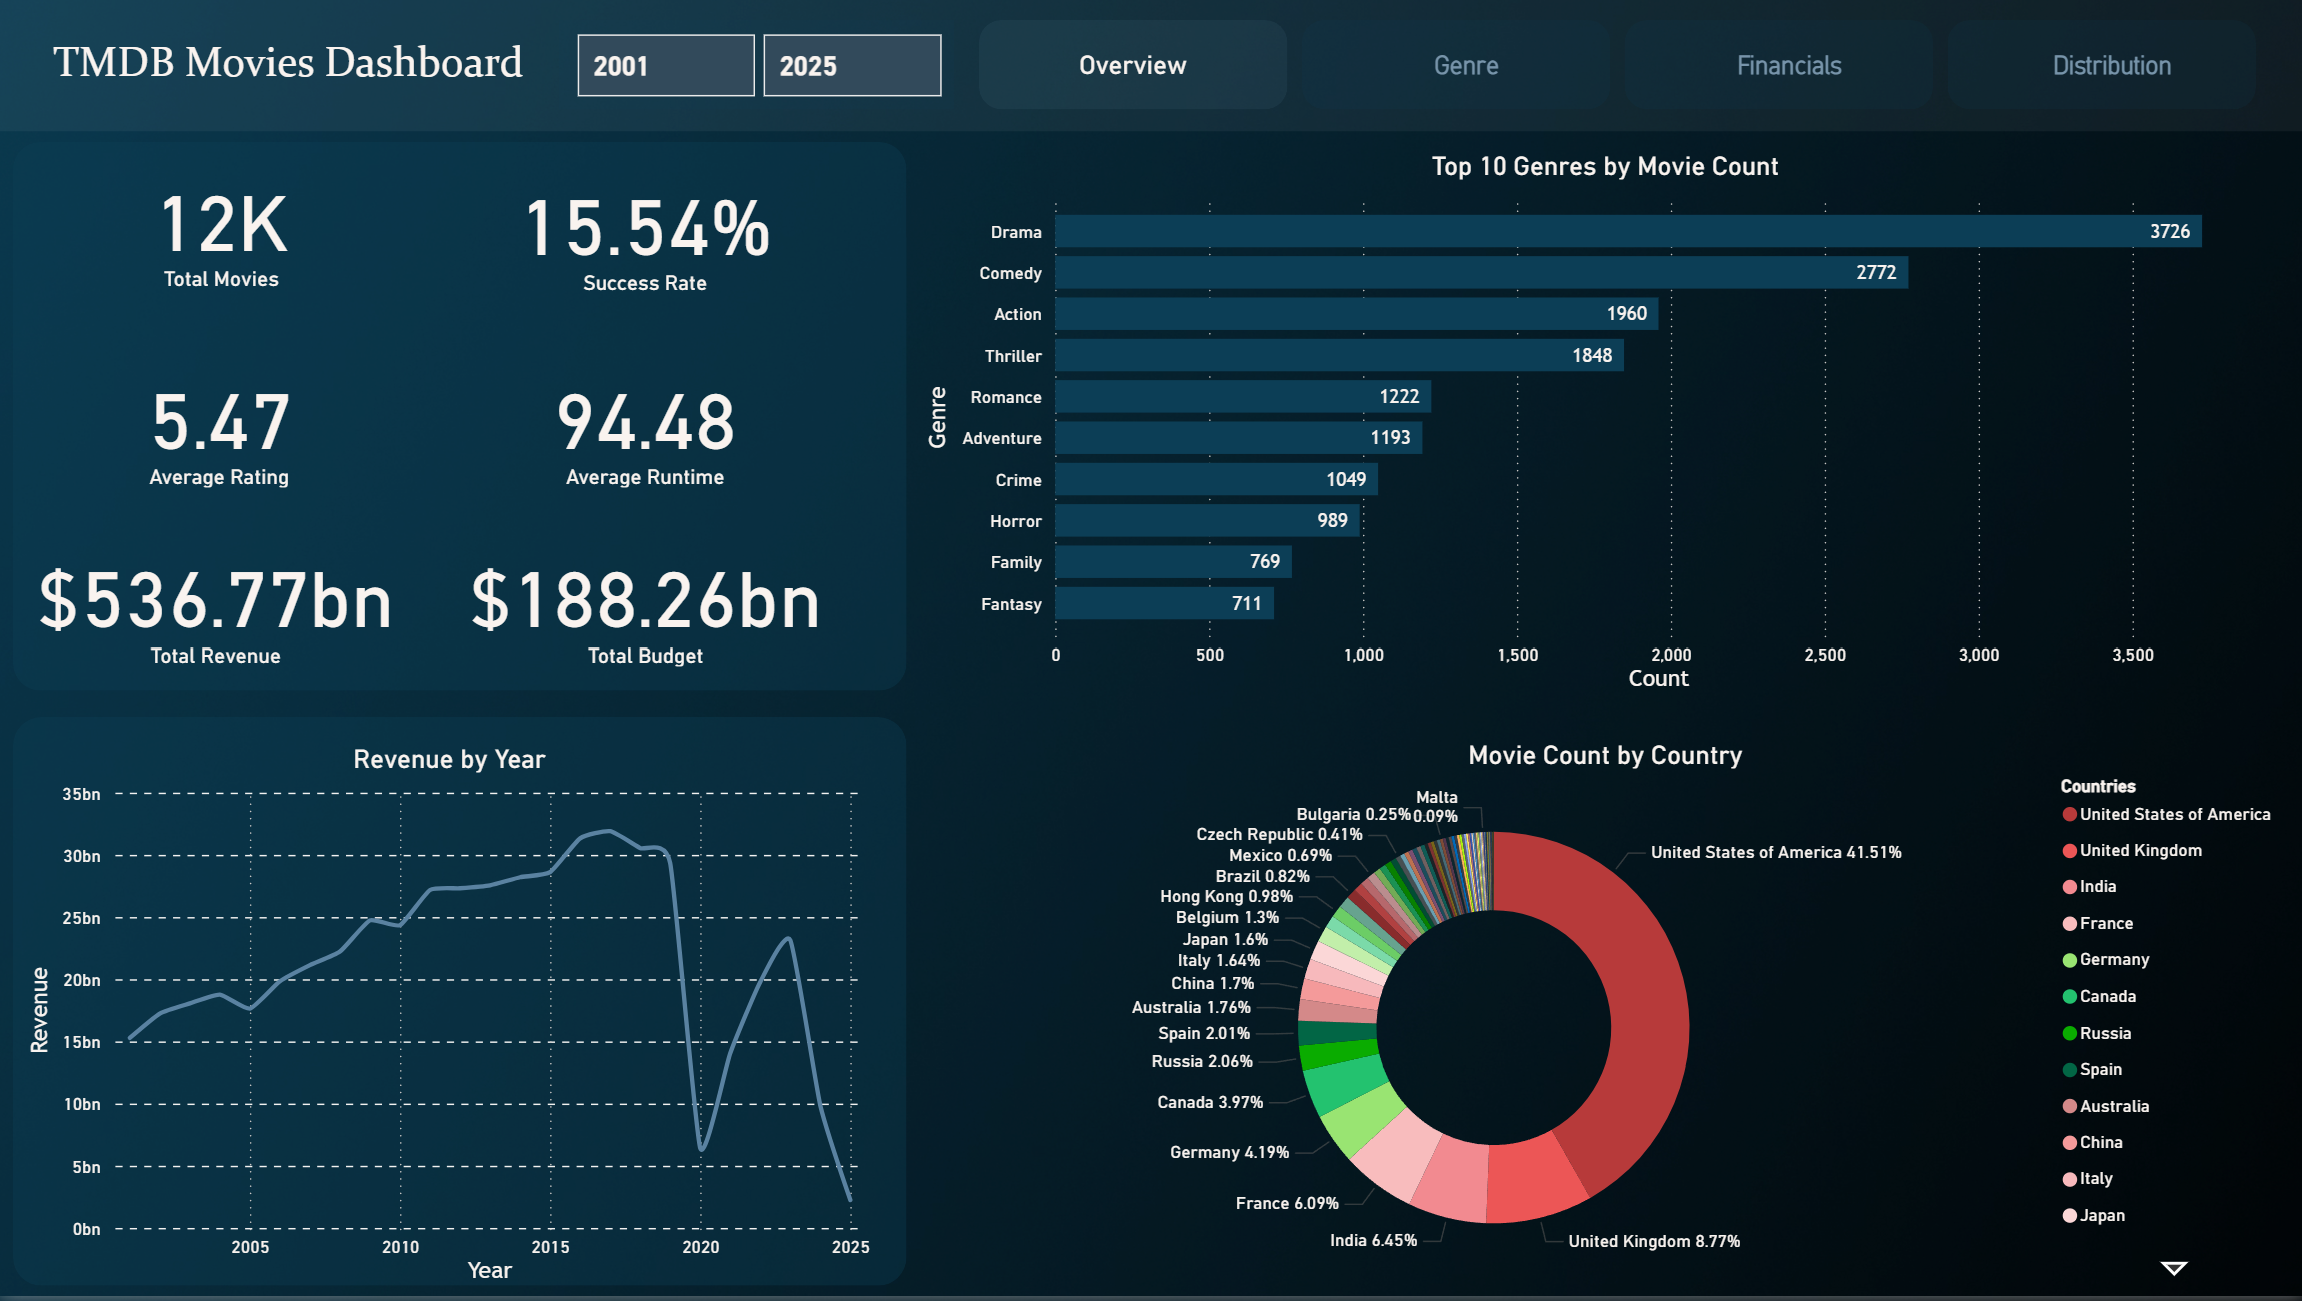 TMDB Movies Dashboard
2001
2025
Overview
Genre
Financials
Distribution
12K
Total Movies
15.54%
Success Rate
5.47
Average Rating
94.48
Average Runtime
$536.77bn
Total Revenue
$188.26bn
Total Budget
Top 10 Genres by Movie Count
Genre
Drama 3726
Comedy 2772
Action 1960
Thriller 1848
Romance 1222
Adventure 1193
Crime 1049
Horror 989
Family 769
Fantasy 711
0 500 1,000 1,500 2,000 2,500 3,000 3,500
Count
Revenue by Year
Revenue
35bn
30bn
25bn
20bn
15bn
10bn
5bn
0bn
2005 2010 2015 2020 2025
Year
Movie Count by Country
Malta
0.09%
Bulgaria 0.25%
Czech Republic 0.41%
Mexico 0.69%
Brazil 0.82%
Hong Kong 0.98%
Belgium 1.3%
Japan 1.6%
Italy 1.64%
China 1.7%
Australia 1.76%
Spain 2.01%
Russia 2.06%
Canada 3.97%
Germany 4.19%
France 6.09%
India 6.45%
United Kingdom 8.77%
United States of America 41.51%
Countries
United States of America
United Kingdom
India
France
Germany
Canada
Russia
Spain
Australia
China
Italy
Japan